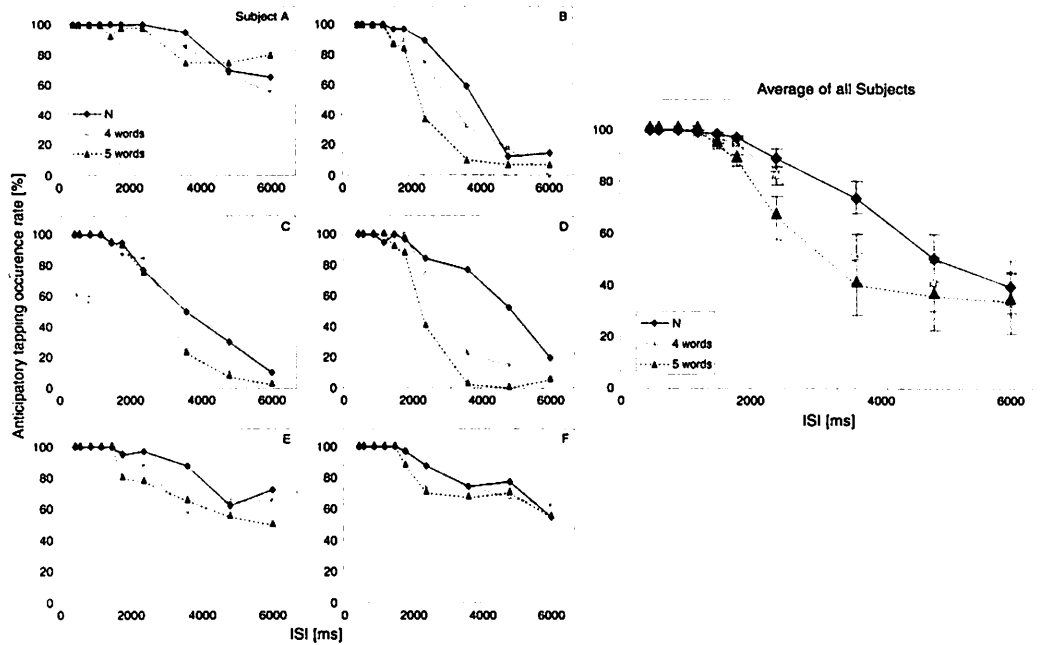 Anticipatory tapping occurence rate [%]
Subject A
100
80
60
40
20
0
N
4 words
5 words
0 2000 4000 6000
B
100
80
60
40
20
0
0 2000 4000 6000
C
100
80
60
40
20
0
0 2000 4000 6000
D
100
80
60
40
20
0
0 2000 4000 6000
E
100
80
60
40
20
0
0 2000 4000 6000
F
100
80
60
40
20
0
0 2000 4000 6000
ISI [ms]
Average of all Subjects
100
80
60
40
20
0
N
4 words
5 words
0 2000 4000 6000
ISI [ms]